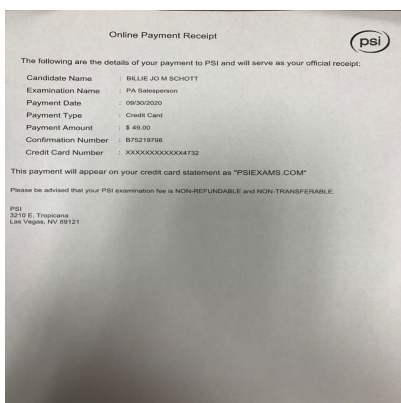 Online Payment Receipt
psi
The following are the details of your payment to PSI and will serve as your official receipt:
Candidate Name : BILLIE JO M SCHOTT
Examination Name : PA Salesperson
Payment Date : 09/30/2020
Payment Type : Credit Card
Payment Amount : $ 49.00
Confirmation Number : B75219798
Credit Card Number : XXXXXXXXXXXX4732
This payment will appear on your credit card statement as "PSIEXAMS.COM"
Please be advised that your PSI examination fee is NON-REFUNDABLE and NON-TRANSFERABLE.
PSI
3210 E. Tropicana
Las Vegas, NV 89121